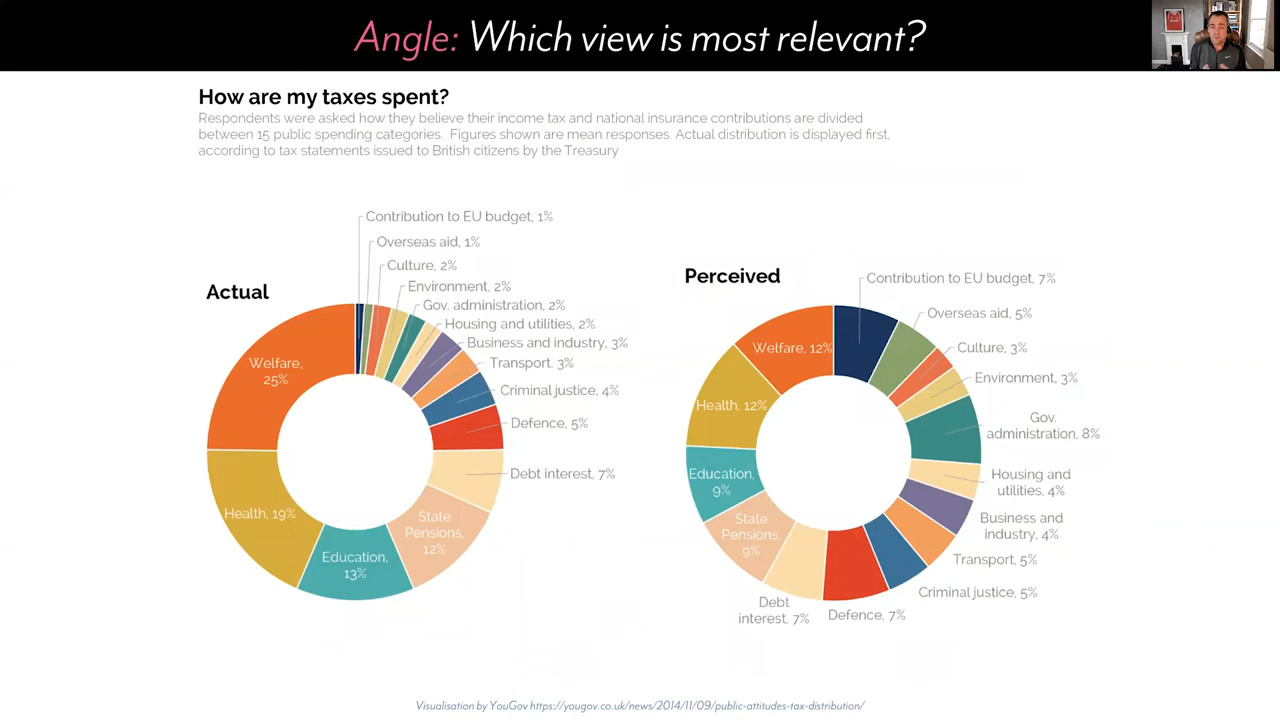 Angle: Which view is most relevant?
How are my taxes spent?
Respondents were asked how they believe their income tax and national insurance contributions are divided
between 15 public spending categories. Figures shown are mean responses. Actual distribution is displayed first,
according to tax statements issued to British citizens by the Treasury
Actual
Contribution to EU budget, 1%
Overseas aid, 1%
Culture, 2%
Environment, 2%
Gov. administration, 2%
Housing and utilities, 2%
Business and industry, 3%
Transport, 3%
Criminal justice, 4%
Defence, 5%
Debt interest, 7%
State
Pensions,
12%
Education,
13%
Health, 19%
Welfare,
25%
Perceived
Contribution to EU budget, 7%
Overseas aid, 5%
Culture, 3%
Environment, 3%
Gov.
administration, 8%
Housing and
utilities, 4%
Business and
industry, 4%
Transport, 5%
Criminal justice, 5%
Defence, 7%
Debt
interest, 7%
State
Pensions,
9%
Education,
9%
Health, 12%
Welfare, 12%
Visualisation by YouGov https://yougov.co.uk/news/2014/11/09/public-attitudes-tax-distribution/